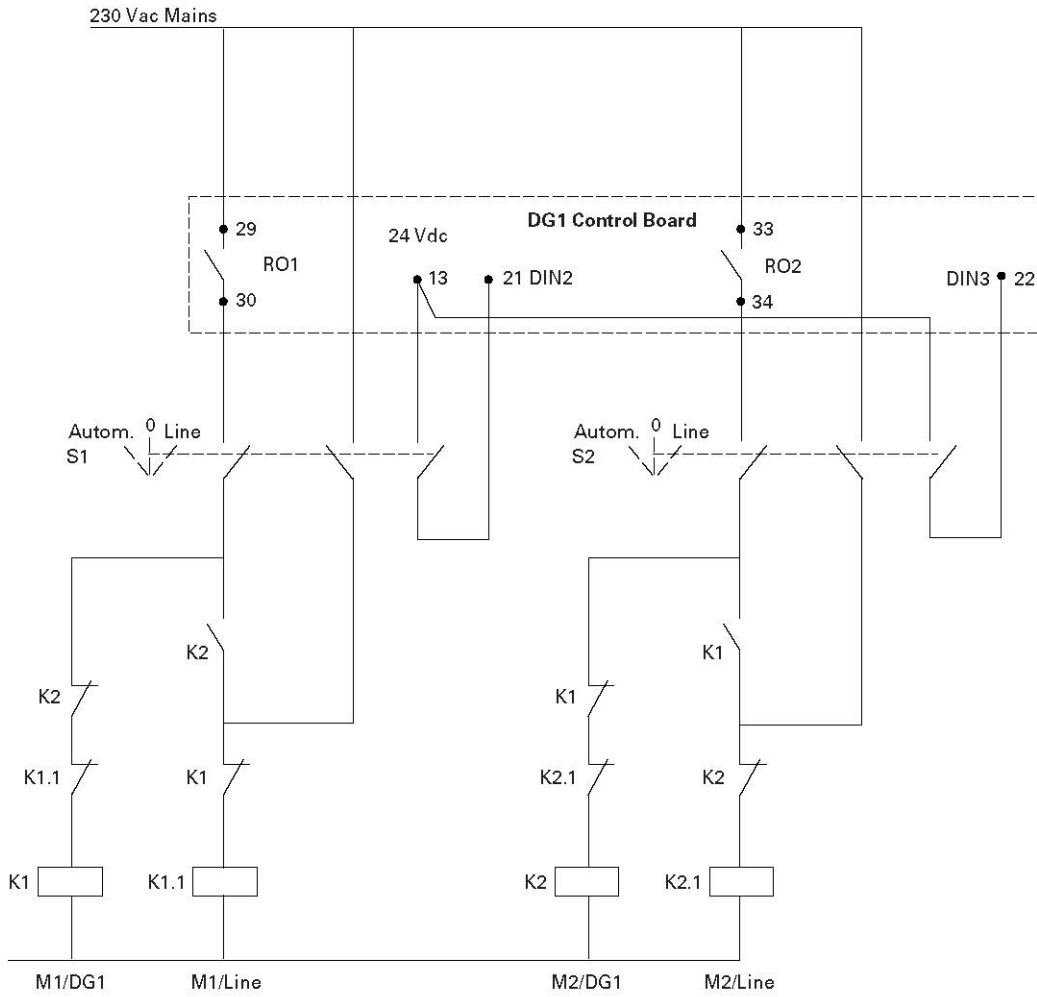 230 Vac Mains
DG1 Control Board
29
33
24 Vdc
RO1
13
21 DIN2
RO2
DIN3
22
30
34
Autom. 0 Line
S1
Autom. 0 Line
S2
K2
K1
K2
K1
K1.1
K1
K2.1
K2
K1
K1.1
K2
K2.1
M1/DG1
M1/Line
M2/DG1
M2/Line